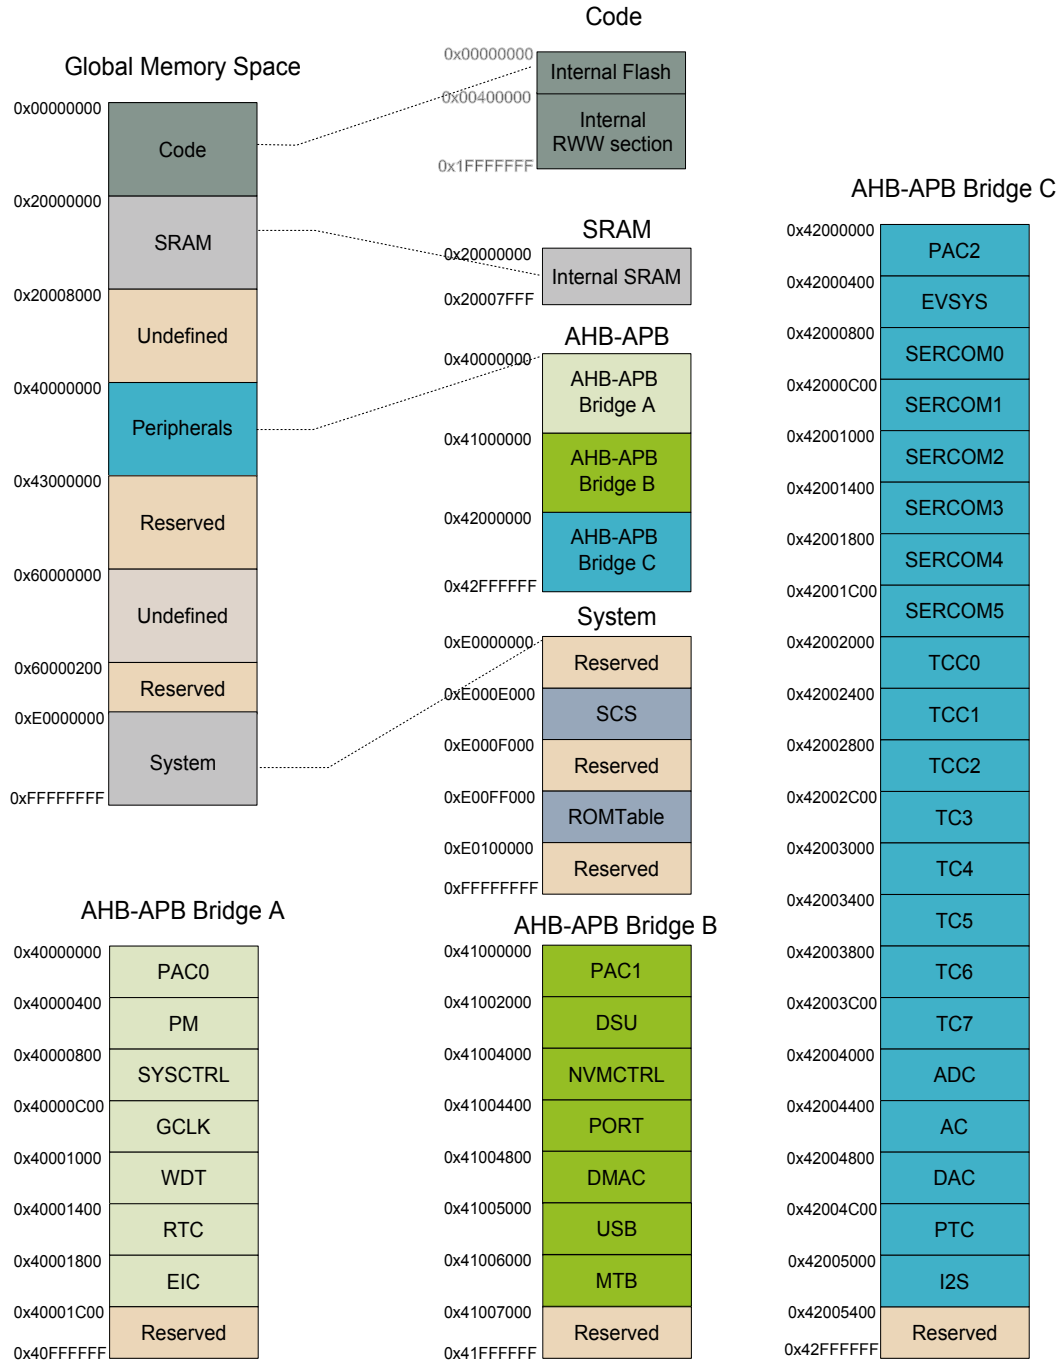 Global Memory Space
0x00000000
Code
0x20000000
SRAM
0x20008000
Undefined
0x40000000
Peripherals
0x43000000
Reserved
0x60000000
Undefined
0x60000200
Reserved
0xE0000000
System
0xFFFFFFFF
Code
0x00000000
Internal Flash
0x00400000
Internal
RWW section
0x1FFFFFFF
SRAM
0x20000000
Internal SRAM
0x20007FFF
AHB-APB
0x40000000
AHB-APB
Bridge A
0x41000000
AHB-APB
Bridge B
0x42000000
AHB-APB
Bridge C
0x42FFFFFF
System
0xE0000000
Reserved
0xE000E000
SCS
0xE000F000
Reserved
0xE00FF000
ROMTable
0xE0100000
Reserved
0xFFFFFFFF
AHB-APB Bridge A
0x40000000
PAC0
0x40000400
PM
0x40000800
SYSCTRL
0x40000C00
GCLK
0x40001000
WDT
0x40001400
RTC
0x40001800
EIC
0x40001C00
Reserved
0x40FFFFFF
AHB-APB Bridge B
0x41000000
PAC1
0x41002000
DSU
0x41004000
NVMCTRL
0x41004400
PORT
0x41004800
DMAC
0x41005000
USB
0x41006000
MTB
0x41007000
Reserved
0x41FFFFFF
AHB-APB Bridge C
0x42000000
PAC2
0x42000400
EVSYS
0x42000800
SERCOM0
0x42000C00
SERCOM1
0x42001000
SERCOM2
0x42001400
SERCOM3
0x42001800
SERCOM4
0x42001C00
SERCOM5
0x42002000
TCC0
0x42002400
TCC1
0x42002800
TCC2
0x42002C00
TC3
0x42003000
TC4
0x42003400
TC5
0x42003800
TC6
0x42003C00
TC7
0x42004000
ADC
0x42004400
AC
0x42004800
DAC
0x42004C00
PTC
0x42005000
I2S
0x42005400
Reserved
0x42FFFFFF